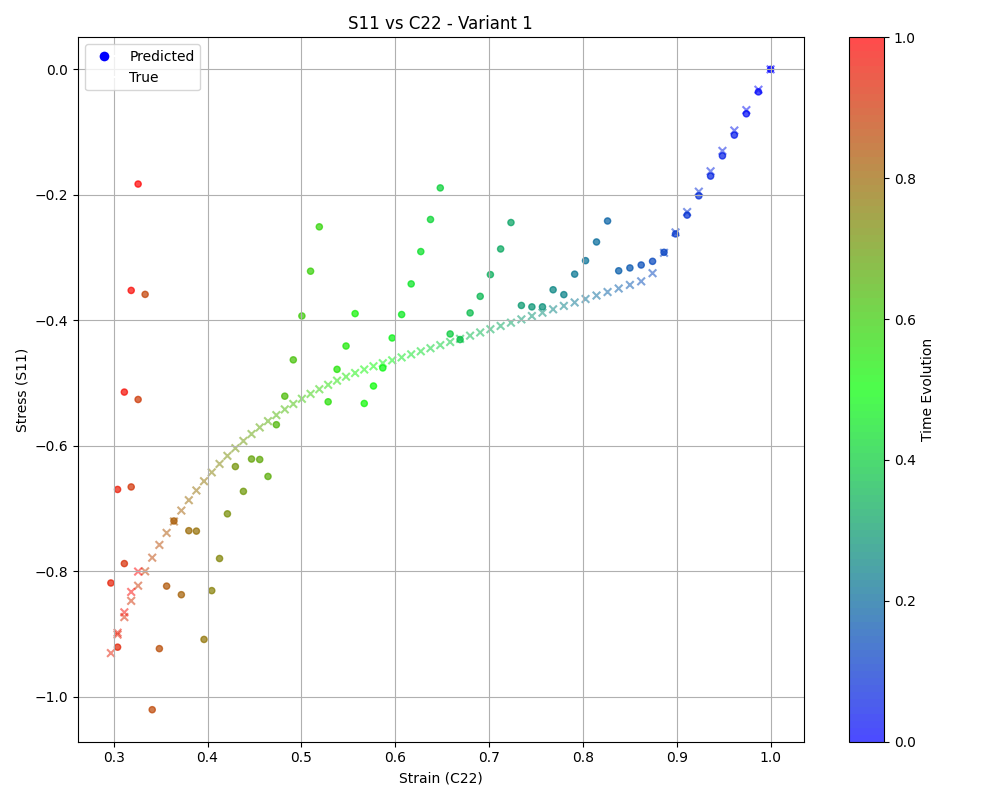 S11 vs C22 - Variant 1
Predicted
True
0.0
−0.2
−0.4
−0.6
−0.8
−1.0
Stress (S11)
0.3 0.4 0.5 0.6 0.7 0.8 0.9 1.0
Strain (C22)
1.0
0.8
0.6
0.4
0.2
0.0
Time Evolution